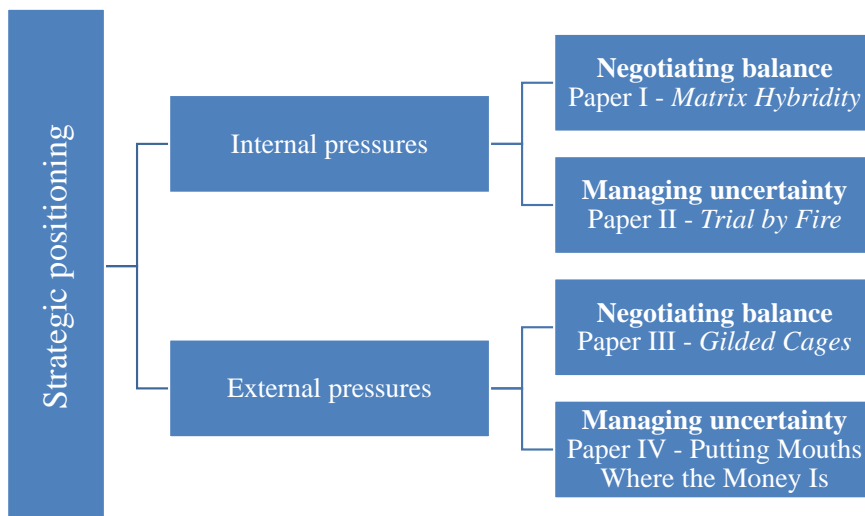 Strategic positioning
Internal pressures
Negotiating balance
Paper I - Matrix Hybridity
Managing uncertainty
Paper II - Trial by Fire
External pressures
Negotiating balance
Paper III - Gilded Cages
Managing uncertainty
Paper IV - Putting Mouths
Where the Money Is